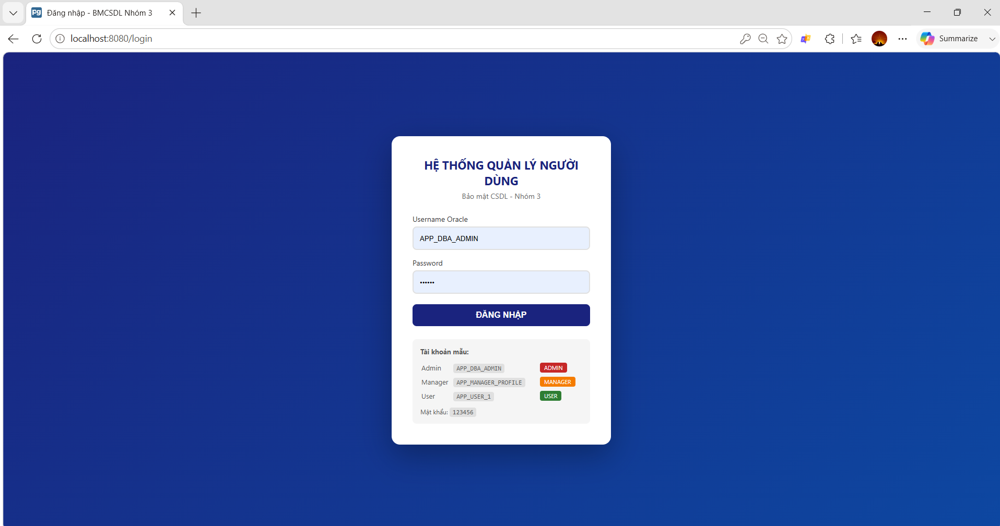 Đăng nhập - BMCSDL Nhóm 3
localhost:8080/login
Summarize
HỆ THỐNG QUẢN LÝ NGƯỜI
DÙNG
Bảo mật CSDL - Nhóm 3
Username Oracle
APP_DBA_ADMIN
Password
••••••
ĐĂNG NHẬP
Tài khoản mẫu:
Admin APP_DBA_ADMIN ADMIN
Manager APP_MANAGER_PROFILE MANAGER
User APP_USER_1 USER
Mật khẩu: 123456